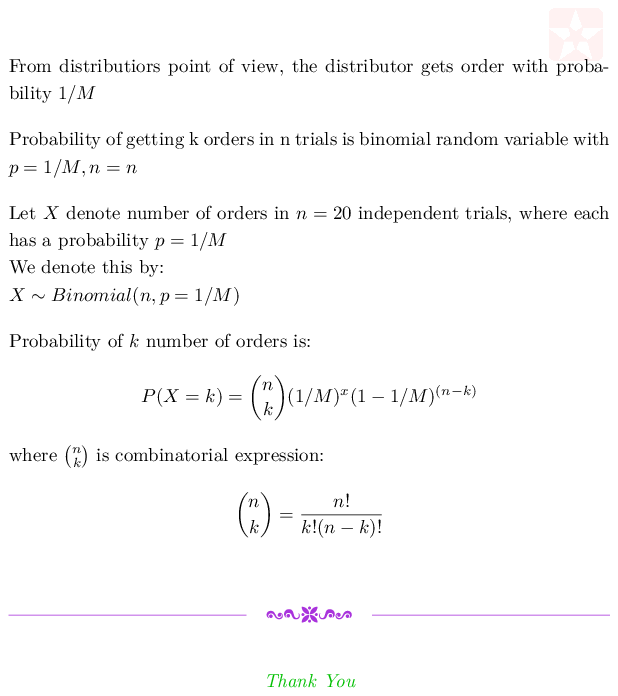 From distributiors point of view, the distributor gets order with proba-
bility 1/M
Probability of getting k orders in n trials is binomial random variable with
p = 1/M, n = n
Let X denote number of orders in n = 20 independent trials, where each
has a probability p = 1/M
We denote this by:
X ∼ Binomial(n, p = 1/M)
Probability of k number of orders is:
P(X = k) = \binom{n}{k}(1/M)^x(1 − 1/M)^{(n−k)}
where \binom{n}{k} is combinatorial expression:
\binom{n}{k} = \frac{n!}{k!(n − k)!}
Thank You